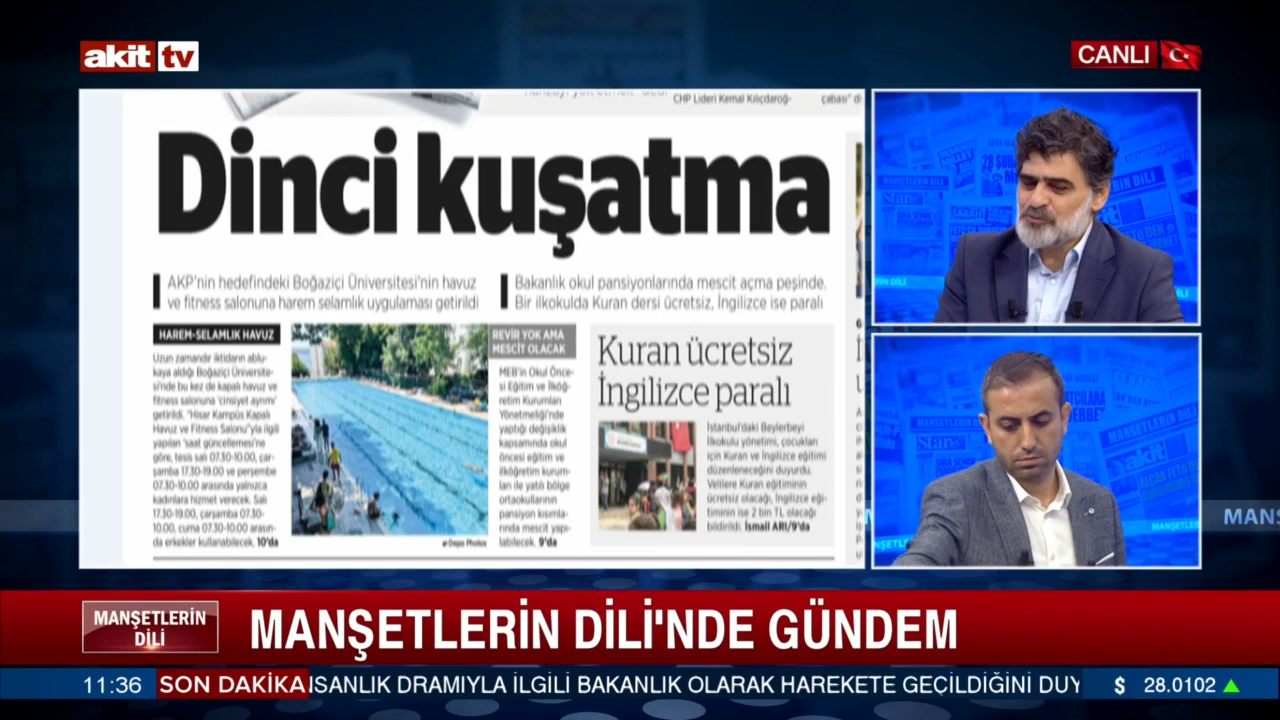 akit tv
CANLI
CHP Lideri Kemal Kılıçdaroğ-
çabası" di
Dinci kuşatma
AKP'nin hedefindeki Boğaziçi Üniversitesi'nin havuz
ve fitness salonuna harem selamlık uygulaması getirildi
Bakanlık okul pansiyonlarında mescit açma peşinde.
Bir ilkokulda Kuran dersi ücretsiz, İngilizce ise paralı
HAREM-SELAMLIK HAVUZ
Uzun zamandır iktidarın ablu-
kaya aldığı Boğaziçi Üniversite-
si'nde bu kez de kapalı havuz ve
fitness salonuna 'cinsiyet ayrımı'
getirildi. "Hisar Kampüs Kapalı
Havuz ve Fitness Salonu"yla ilgili
yapılan 'saat güncellemesi'ne
göre, tesis salı 07.30-10.00, çar-
şamba 17.30-19.00 ve perşembe
07.30-10.00 arasında yalnızca
kadınlara hizmet verecek. Salı
17.30-19.00, çarşamba 07.30-
10.00, cuma 07.30-10.00 arasın-
da erkekler kullanabilecek. 10'da
Depo Photos
REVİR YOK AMA
MESCİT OLACAK
MEB'in Okul Önce-
si Eğitim ve İlköğ-
retim Kurumları
Yönetmeliği'nde
yaptığı değişiklik
kapsamında okul
öncesi eğitim ve
ilköğretim kurum-
ları ile yatılı bölge
ortaokullarının
pansiyon kısımla-
rında mescit yapı-
labilecek. 9'da
Kuran ücretsiz
İngilizce paralı
İstanbul'daki Beylerbeyi
İlkokulu yönetimi, çocukları
için Kuran ve İngilizce eğitimi
düzenleneceğini duyurdu.
Velilere Kuran eğitiminin
ücretsiz olacağı, İngilizce eği-
timinin ise 2 bin TL olacağı
bildirildi. İsmail ARI/9'da
MANŞETLERİN DİLİ
akit
MANŞ
MANŞETLERİN
DİLİ
MANŞETLERİN DİLİ'NDE GÜNDEM
11:36 SON DAKİKA NSANLIK DRAMIYLA İLGİLİ BAKANLIK OLARAK HAREKETE GEÇİLDİĞİNİ DUY $ 28.0102